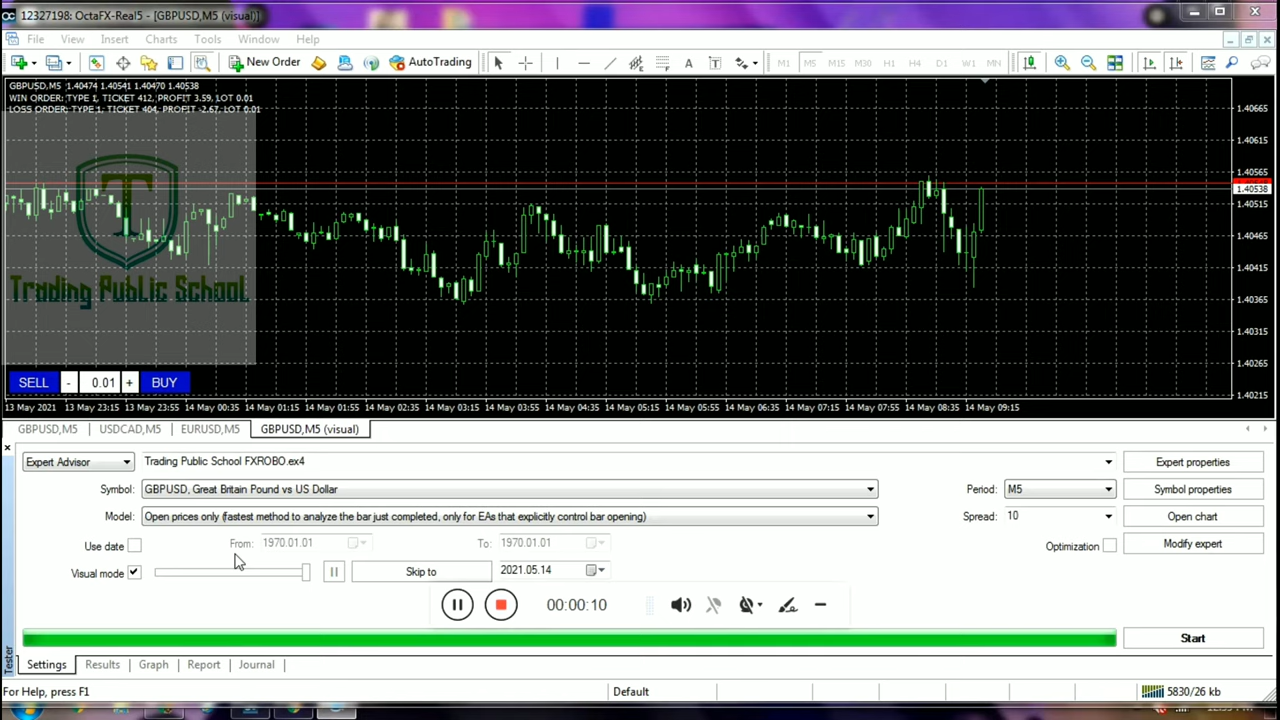 12327198: OctaFX-Real5 - [GBPUSD,M5 (visual)]
File View Insert Charts Tools Window Help
New Order AutoTrading M1 M5 M15 M30 H1 H4 D1 W1 MN
GBPUSD,M5 1.40474 1.40541 1.40470 1.40538
WIN ORDER: TYPE 1, TICKET 412, PROFIT 3.59, LOT 0.01
LOSS ORDER: TYPE 1, TICKET 404, PROFIT -2.67, LOT 0.01
1.40665
1.40615
1.40565
1.40538
1.40515
1.40465
1.40415
1.40365
1.40315
1.40265
1.40215
T
Trading Public School
SELL - 0.01 + BUY
13 May 2021 13 May 23:15 13 May 23:55 14 May 00:35 14 May 01:15 14 May 01:55 14 May 02:35 14 May 03:15 14 May 03:55 14 May 04:35 14 May 05:15 14 May 05:55 14 May 06:35 14 May 07:15 14 May 07:55 14 May 08:35 14 May 09:15
GBPUSD,M5 USDCAD,M5 EURUSD,M5 GBPUSD,M5 (visual)
Expert Advisor Trading Public School FXROBO.ex4 Expert properties
Symbol: GBPUSD, Great Britain Pound vs US Dollar Period: M5 Symbol properties
Model: Open prices only (fastest method to analyze the bar just completed, only for EAs that explicitly control bar opening) Spread: 10 Open chart
Use date From: 1970.01.01 To: 1970.01.01 Optimization Modify expert
Visual mode Skip to 2021.05.14
00:00:10
Start
Tester
Settings Results Graph Report Journal
For Help, press F1 Default 5830/26 kb